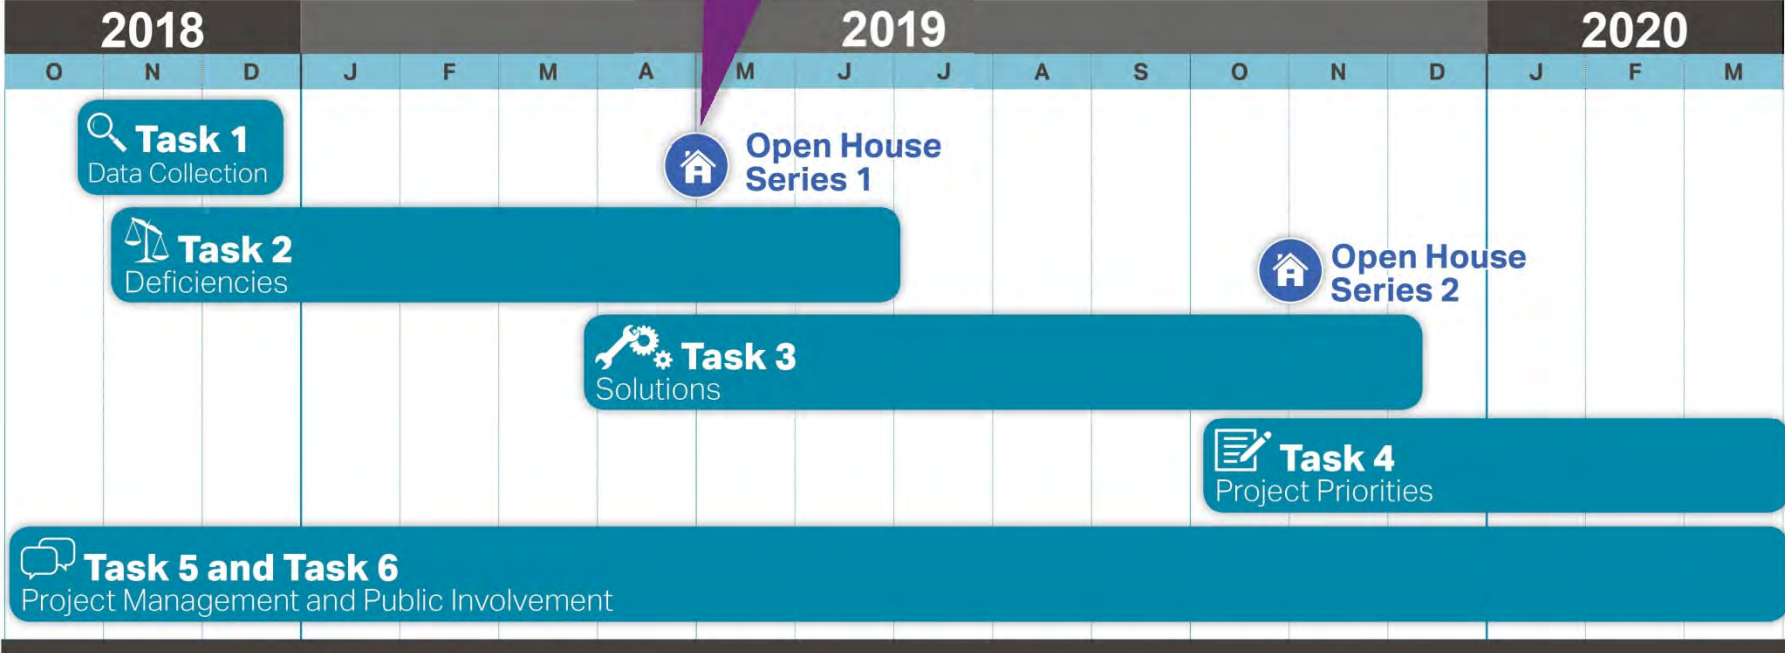 2018 2019 2020
O N D J F M A M J J A S O N D J F M
Task 1
Data Collection
Open House
Series 1
Task 2
Deficiencies
Open House
Series 2
Task 3
Solutions
Task 4
Project Priorities
Task 5 and Task 6
Project Management and Public Involvement